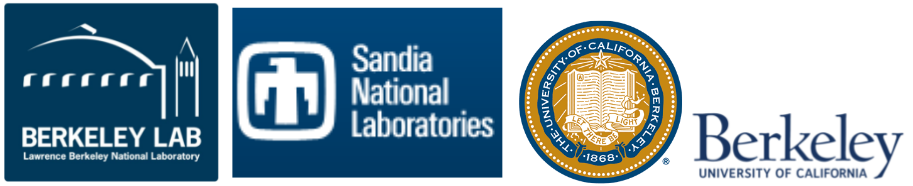 BERKELEY LAB
Lawrence Berkeley National Laboratory
Sandia
National
Laboratories
THE·UNIVERSITY·OF·CALIFORNIA·BERKELEY·
A
LET THERE BE LIGHT
·1868·
®
Berkeley
UNIVERSITY OF CALIFORNIA